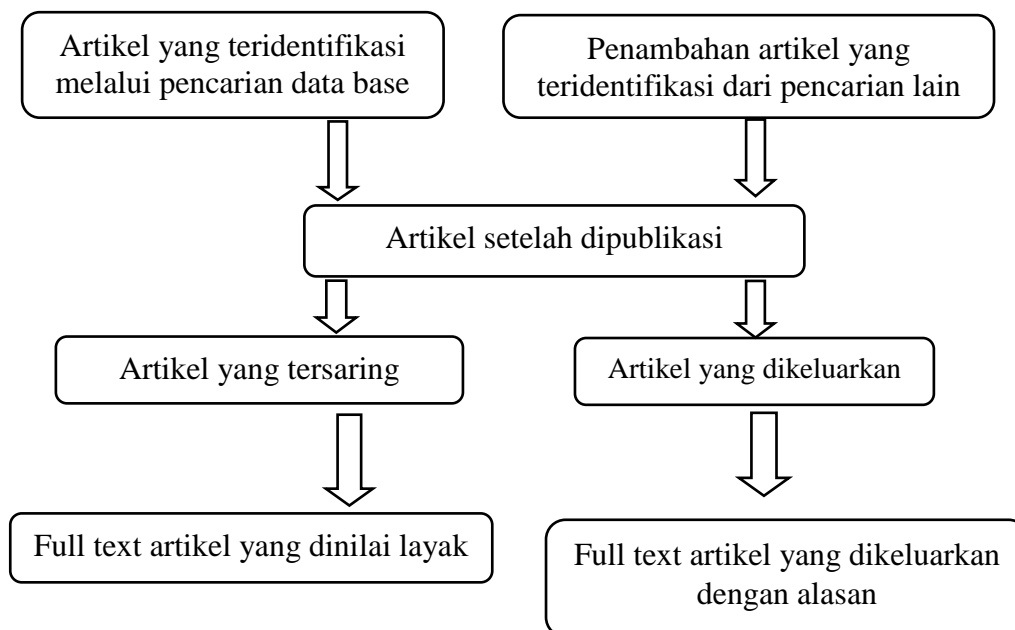 Artikel yang teridentifikasi
melalui pencarian data base
Penambahan artikel yang
teridentifikasi dari pencarian lain
Artikel setelah dipublikasi
Artikel yang tersaring
Artikel yang dikeluarkan
Full text artikel yang dinilai layak
Full text artikel yang dikeluarkan
dengan alasan